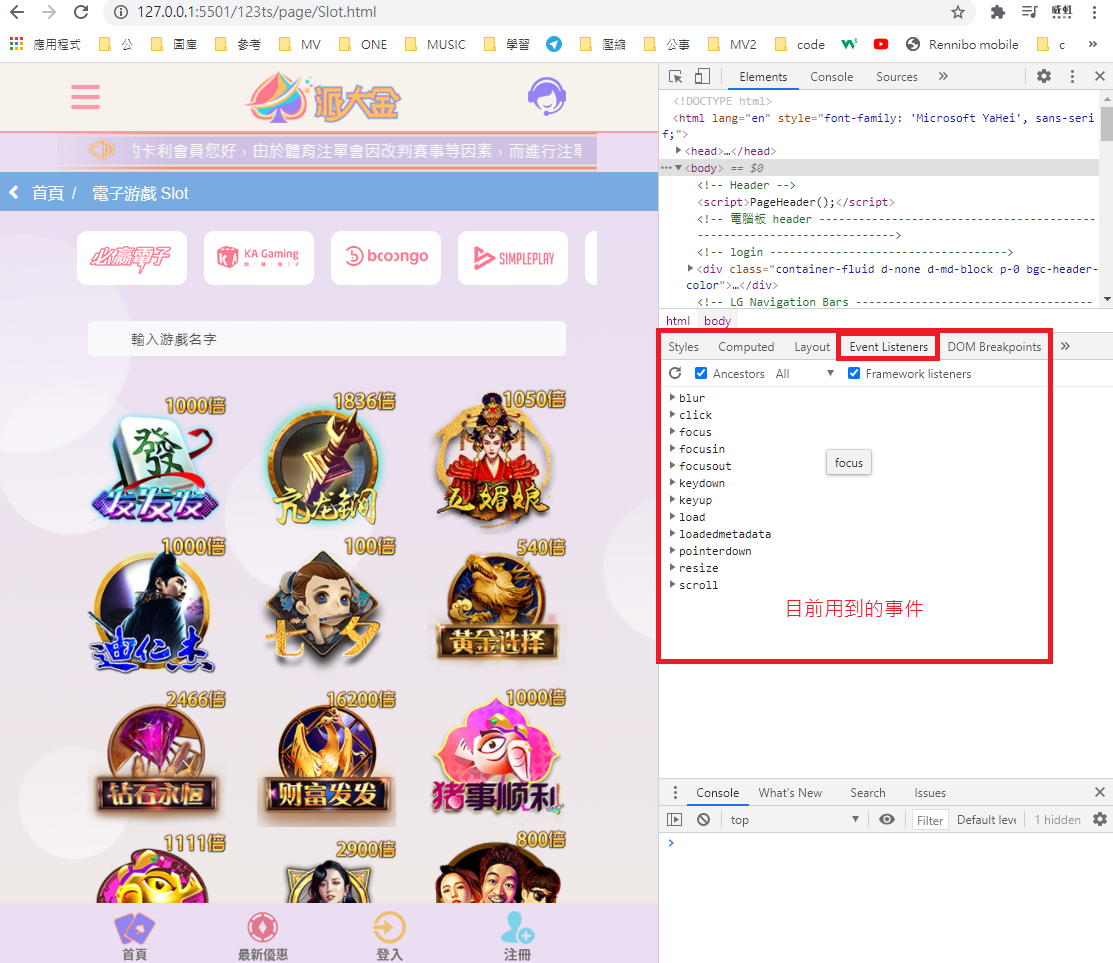 127.0.0.1:5501/123ts/page/Slot.html
威虹
應用程式 公 圖庫 參考 MV ONE MUSIC 學習 壓縮 公事 MV2 code Rennibo mobile c »
派大金
的卡利會員您好，由於體育注單會因改判賽事等因素，而進行注單
首頁 / 電子游戲 Slot
必贏電子 KA Gaming booongo SIMPLEPLAY
輸入游戲名字
1000倍 1836倍 1050倍
發
发发发 亢龙锏 武媚娘
1000倍 100倍 540倍
迪仁杰 七夕 黄金选择
2466倍 16200倍 1000倍
钻石永恒 财富发发 猪事顺利
1111倍 2900倍 800倍
首頁 最新優惠 登入 注冊
Elements Console Sources »
<!DOCTYPE html>
<html lang="en" style="font-family: 'Microsoft YaHei', sans-seri
f;">
<head>…</head>
<body> == $0
<!-- Header -->
<script>PageHeader();</script>
<!-- 電腦板 header ----------------------------------------
---------------------------->
<!-- login ---------------------------------->
<div class="container-fluid d-none d-md-block p-0 bgc-header-
color">…</div>
<!-- LG Navigation Bars ----------------------------------
html body
Styles Computed Layout Event Listeners DOM Breakpoints »
Ancestors All Framework listeners
blur
click
focus
focusin
focusout
focus
keydown
keyup
load
loadedmetadata
pointerdown
resize
scroll
目前用到的事件
Console What's New Search Issues
top Filter Default leve 1 hidden